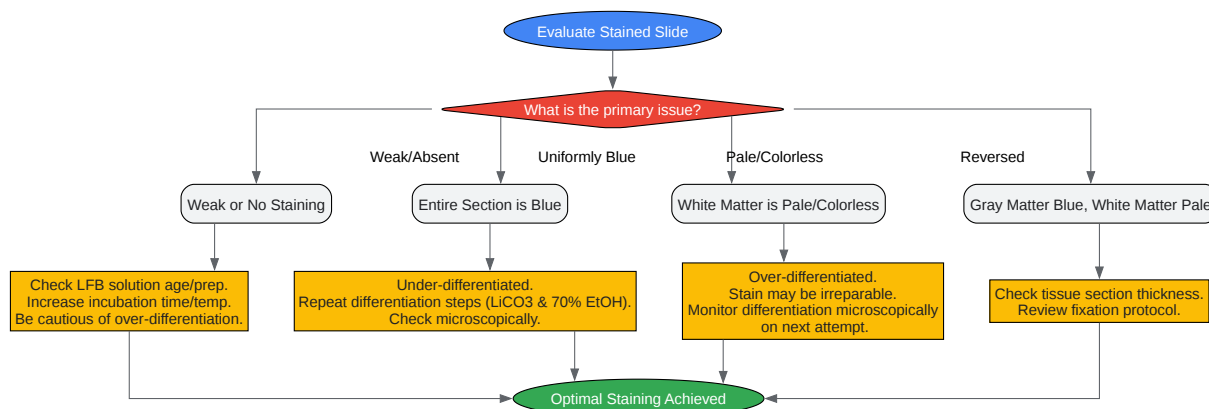 Evaluate Stained Slide
What is the primary issue?
Weak/Absent
Uniformly Blue
Pale/Colorless
Reversed
Weak or No Staining
Entire Section is Blue
White Matter is Pale/Colorless
Gray Matter Blue, White Matter Pale
Check LFB solution age/prep.
Increase incubation time/temp.
Be cautious of over-differentiation.
Under-differentiated.
Repeat differentiation steps (LiCO3 & 70% EtOH).
Check microscopically.
Over-differentiated.
Stain may be irreparable.
Monitor differentiation microscopically
on next attempt.
Check tissue section thickness.
Review fixation protocol.
Optimal Staining Achieved